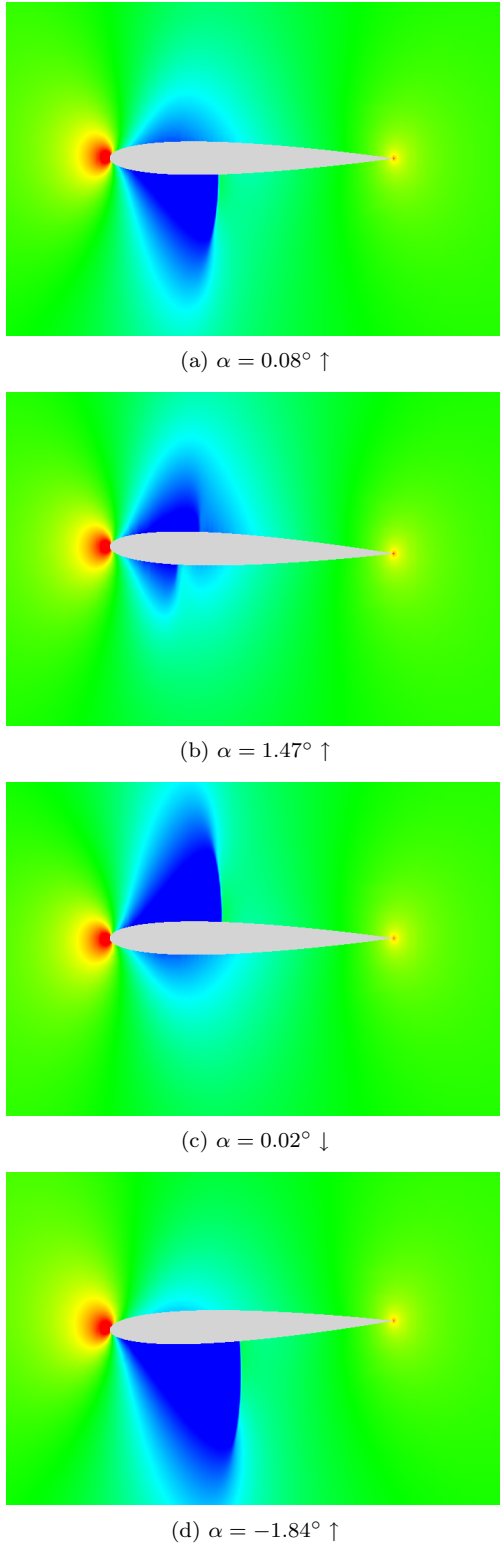 (a) α = 0.08° ↑
(b) α = 1.47° ↑
(c) α = 0.02° ↓
(d) α = −1.84° ↑